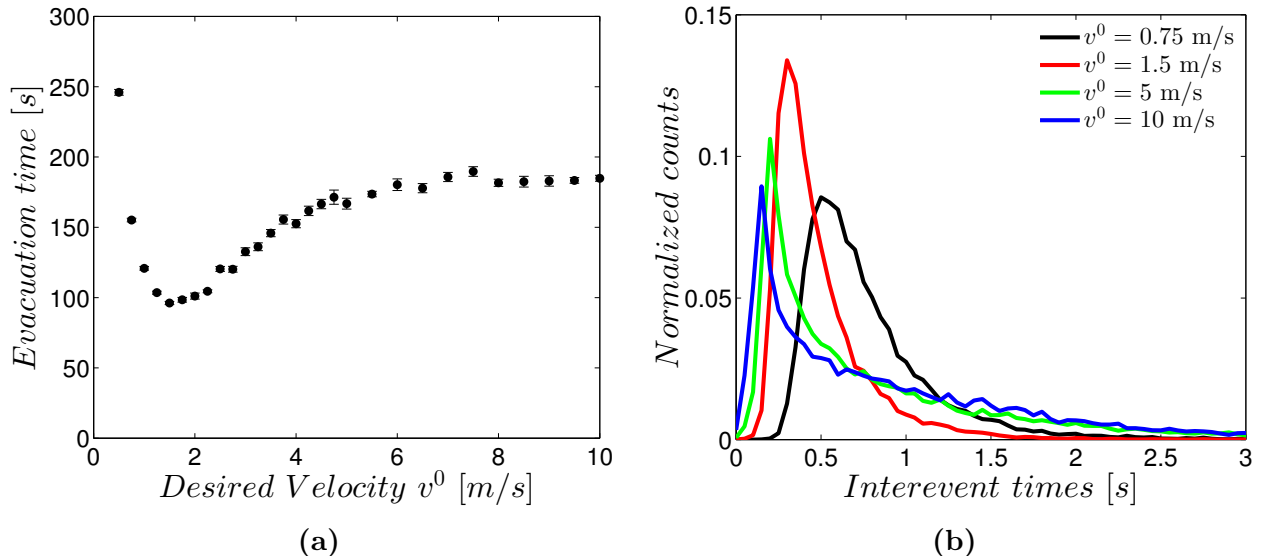 300
250
200
150
100
50
0
Evacuation time [s]
0 2 4 6 8 10
Desired Velocity v⁰ [m/s]
(a)
0.15
0.1
0.05
0
Normalized counts
v⁰ = 0.75 m/s
v⁰ = 1.5 m/s
v⁰ = 5 m/s
v⁰ = 10 m/s
0 0.5 1 1.5 2 2.5 3
Interevent times [s]
(b)